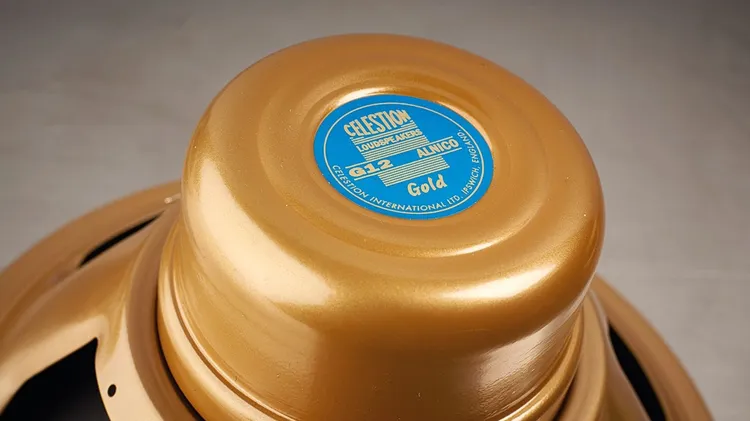 CELESTION
LOUDSPEAKERS
G12 ALNICO
Gold
CELESTION INTERNATIONAL LTD, IPSWICH, ENGLAND.